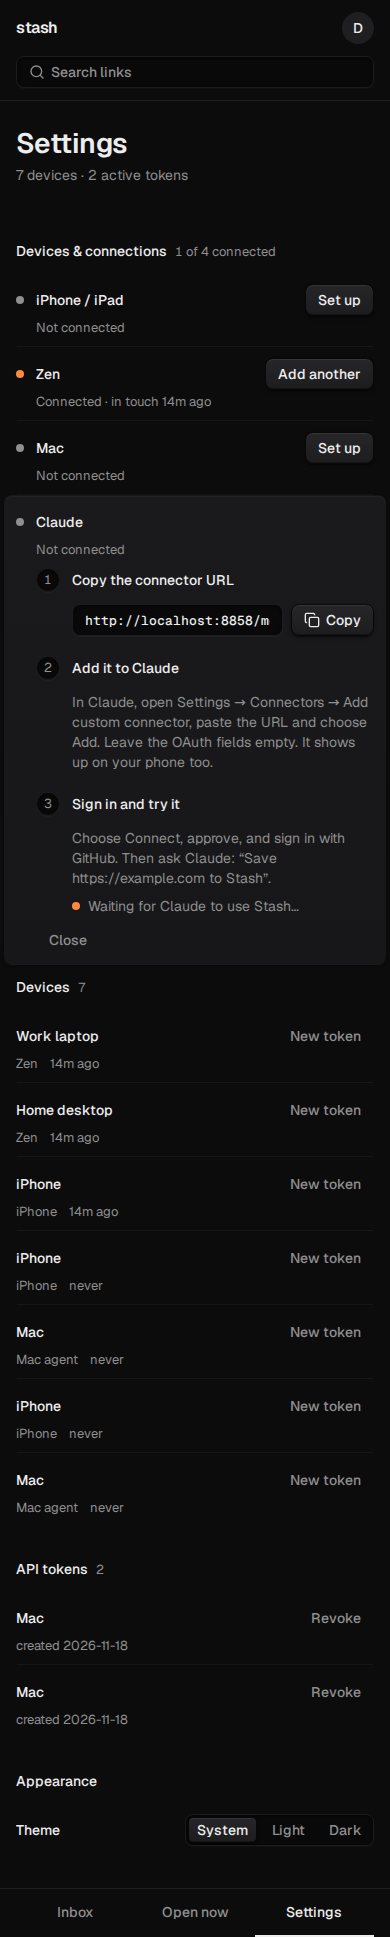 stash
D
Search links
Settings
7 devices · 2 active tokens
Devices & connections 1 of 4 connected
iPhone / iPad
Set up
Not connected
Zen
Add another
Connected · in touch 14m ago
Mac
Set up
Not connected
Claude
Not connected
1 Copy the connector URL
http://localhost:8858/m
Copy
2 Add it to Claude
In Claude, open Settings → Connectors → Add
custom connector, paste the URL and choose
Add. Leave the OAuth fields empty. It shows
up on your phone too.
3 Sign in and try it
Choose Connect, approve, and sign in with
GitHub. Then ask Claude: “Save
https://example.com to Stash”.
Waiting for Claude to use Stash…
Close
Devices 7
Work laptop
New token
Zen 14m ago
Home desktop
New token
Zen 14m ago
iPhone
New token
iPhone 14m ago
iPhone
New token
iPhone never
Mac
New token
Mac agent never
iPhone
New token
iPhone never
Mac
New token
Mac agent never
API tokens 2
Mac
Revoke
created 2026-11-18
Mac
Revoke
created 2026-11-18
Appearance
Theme
System Light Dark
Inbox Open now Settings